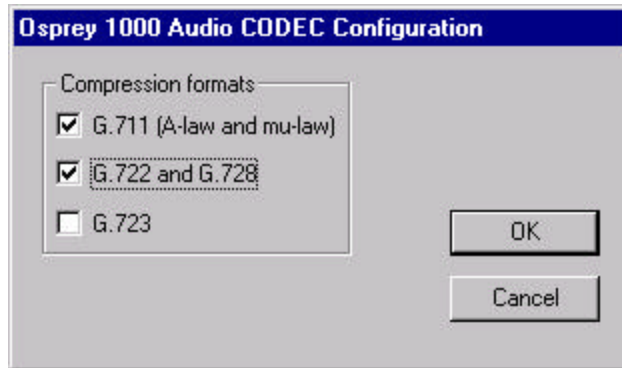 Osprey 1000 Audio CODEC Configuration
Compression formats
G.711 (A-law and mu-law)
G.722 and G.728
G.723
OK
Cancel